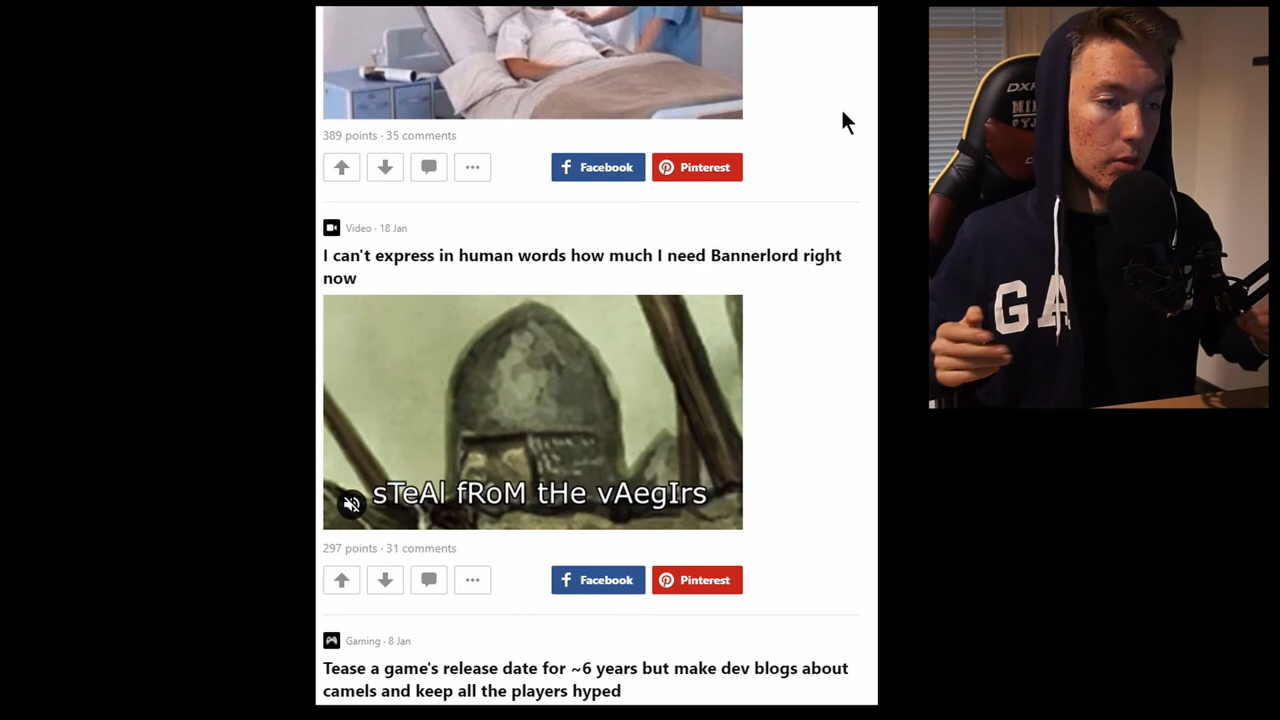 389 points · 35 comments
Facebook
Pinterest
Video · 18 Jan
I can't express in human words how much I need Bannerlord right
now
sTeAl fRoM tHe vAegIrs
297 points · 31 comments
Facebook
Pinterest
Gaming · 8 Jan
Tease a game's release date for ~6 years but make dev blogs about
camels and keep all the players hyped
DXR
GA